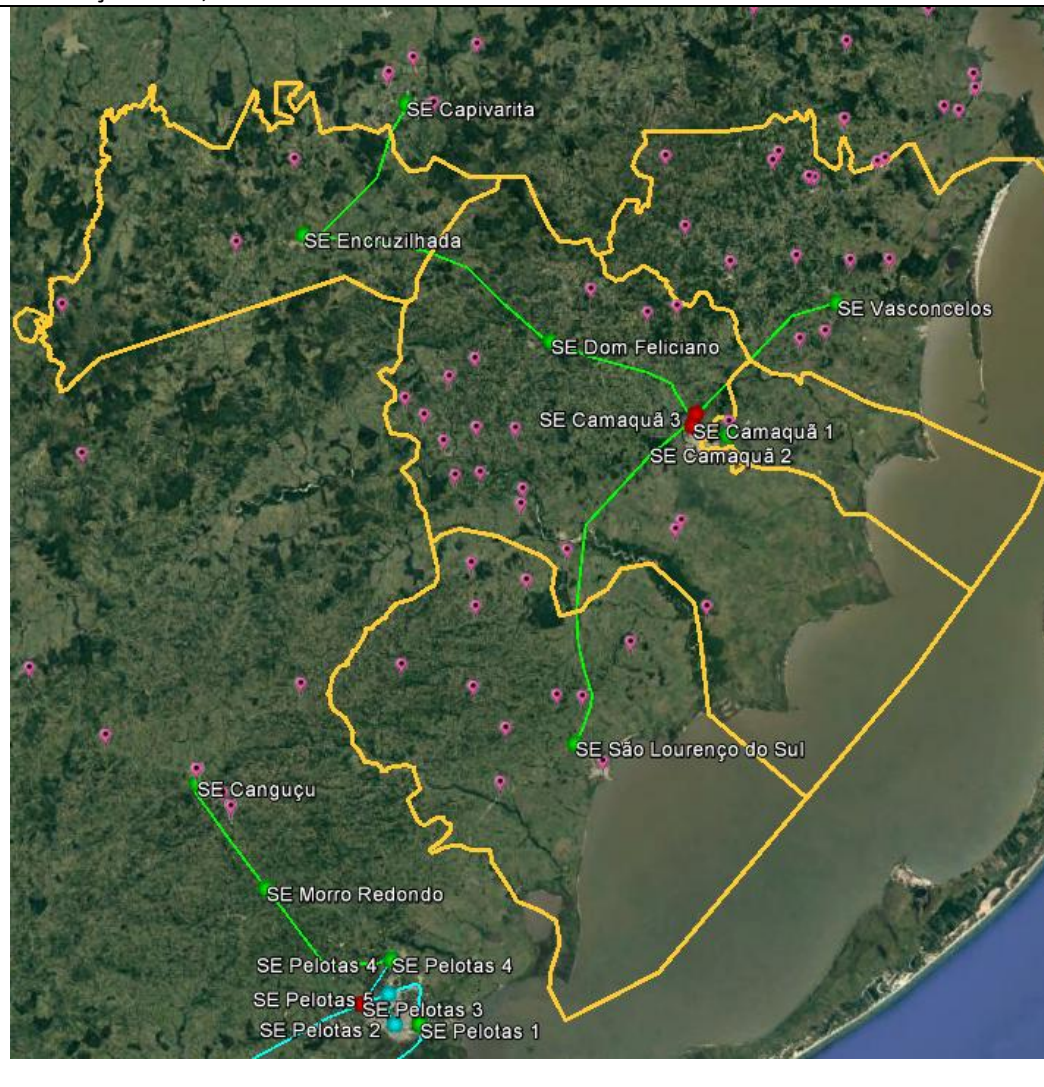 SE Capivarita
SE Encruzilhada
SE Vasconcelos
SE Dom Feliciano
SE Camaquã 3
SE Camaquã 1
SE Camaquã 2
SE São Lourenço do Sul
SE Canguçu
SE Morro Redondo
SE Pelotas 4
SE Pelotas 4
SE Pelotas 5
SE Pelotas 3
SE Pelotas 2
SE Pelotas 1